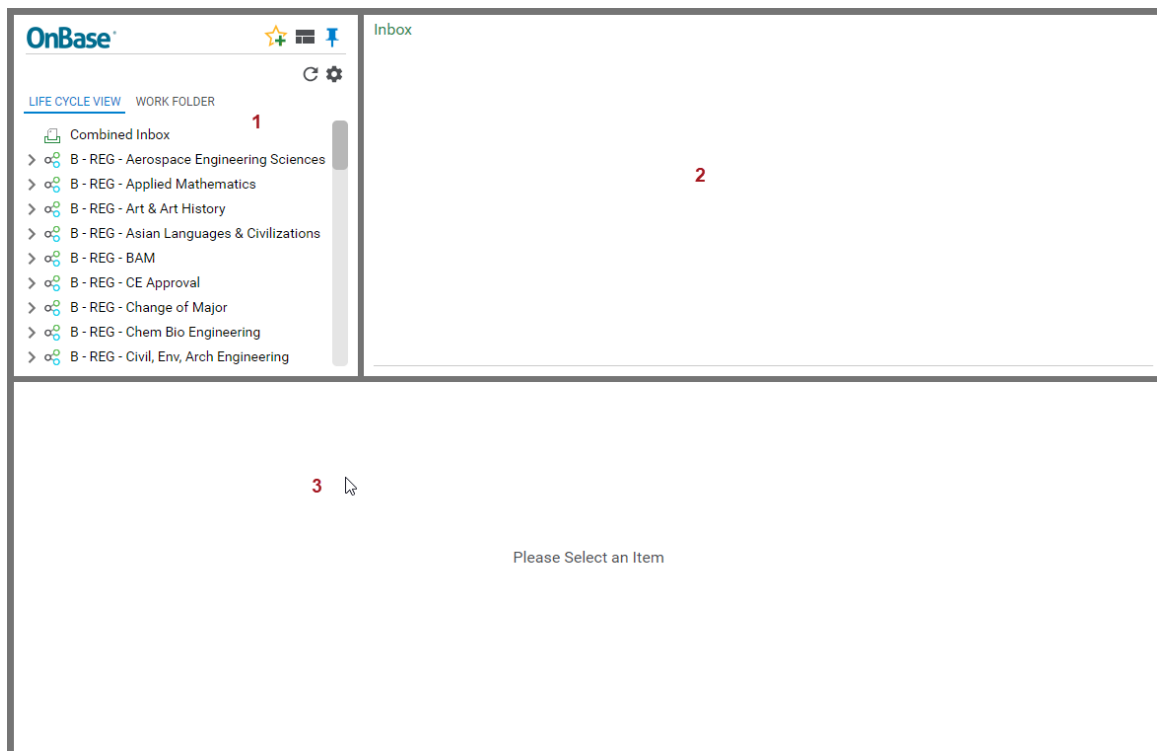 OnBase
LIFE CYCLE VIEW WORK FOLDER
1
Combined Inbox
B - REG - Aerospace Engineering Sciences
B - REG - Applied Mathematics
B - REG - Art & Art History
B - REG - Asian Languages & Civilizations
B - REG - BAM
B - REG - CE Approval
B - REG - Change of Major
B - REG - Chem Bio Engineering
B - REG - Civil, Env, Arch Engineering
Inbox
2
3
Please Select an Item